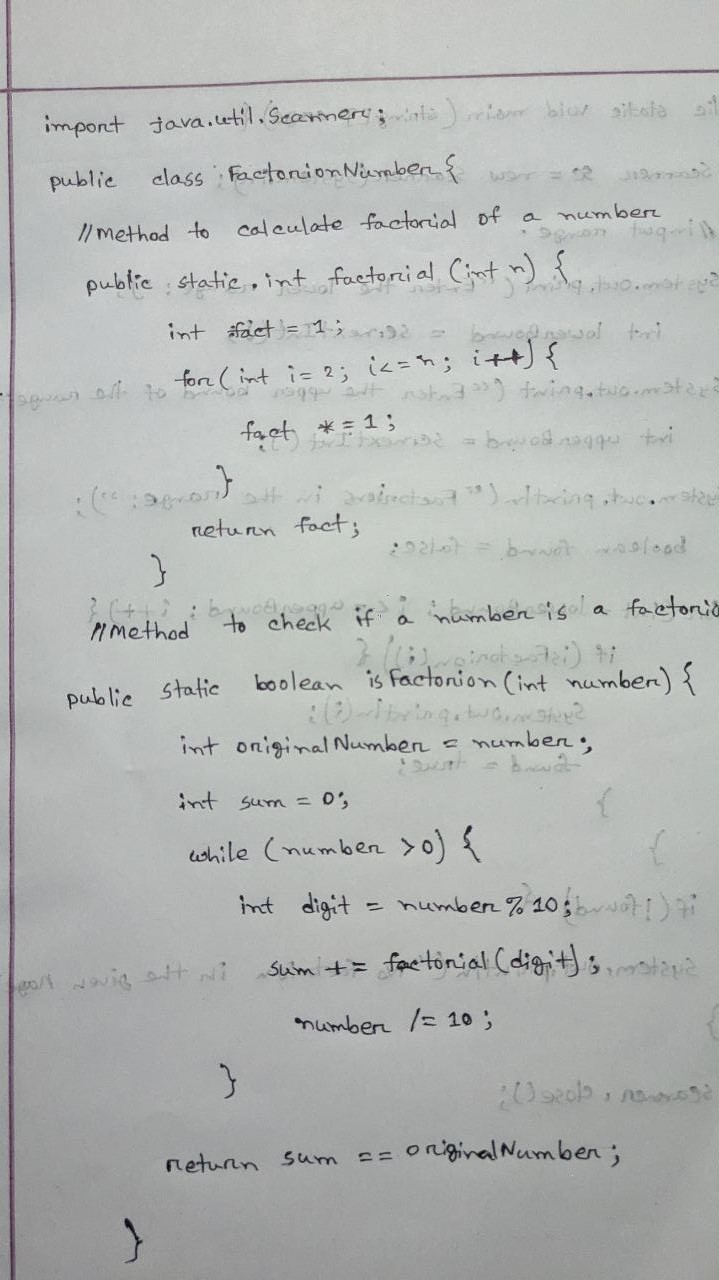 import java.util.Scanner;
public class FactorionNumber{
//Method to calculate factorial of a number
public static int factorial (int n) {
int fact = 1;
for (int i = 2; i<=n; i++) {
fact *= 1;
}
return fact;
}
//Method to check if a number is a factorio
public static boolean isFactorion (int number) {
int originalNumber = number;
int sum = 0;
while (number >0) {
int digit = number % 10;
sum += factorial (digit);
number /= 10;
}
return sum == originalNumber;
}